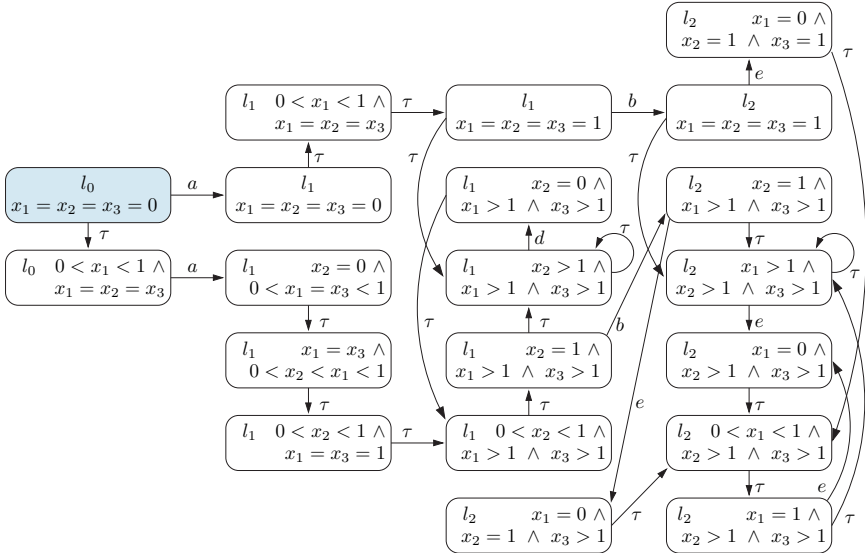 l₂ x₁ = 0 ∧
x₂ = 1 ∧ x₃ = 1
τ
e
l₁ 0 < x₁ < 1 ∧
x₁ = x₂ = x₃
τ
l₁
x₁ = x₂ = x₃ = 1
b
l₂
x₁ = x₂ = x₃ = 1
τ
τ
τ
l₀
x₁ = x₂ = x₃ = 0
a
l₁
x₁ = x₂ = x₃ = 0
l₁ x₂ = 0 ∧
x₁ > 1 ∧ x₃ > 1
l₂ x₂ = 1 ∧
x₁ > 1 ∧ x₃ > 1
τ
d
τ
τ
l₀ 0 < x₁ < 1 ∧
x₁ = x₂ = x₃
a
l₁ x₂ = 0 ∧
0 < x₁ = x₃ < 1
l₁ x₂ > 1 ∧
x₁ > 1 ∧ x₃ > 1
l₂ x₁ > 1 ∧
x₂ > 1 ∧ x₃ > 1
τ
τ
τ
τ
b
e
l₁ x₁ = x₃ ∧
0 < x₂ < x₁ < 1
l₁ x₂ = 1 ∧
x₁ > 1 ∧ x₃ > 1
l₂ x₁ = 0 ∧
x₂ > 1 ∧ x₃ > 1
τ
τ
e
τ
l₁ 0 < x₂ < 1 ∧
x₁ = x₃ = 1
τ
l₁ 0 < x₂ < 1 ∧
x₁ > 1 ∧ x₃ > 1
l₂ 0 < x₁ < 1 ∧
x₂ > 1 ∧ x₃ > 1
τ
e
l₂ x₁ = 0 ∧
x₂ = 1 ∧ x₃ > 1
τ
l₂ x₁ = 1 ∧
x₂ > 1 ∧ x₃ > 1
τ